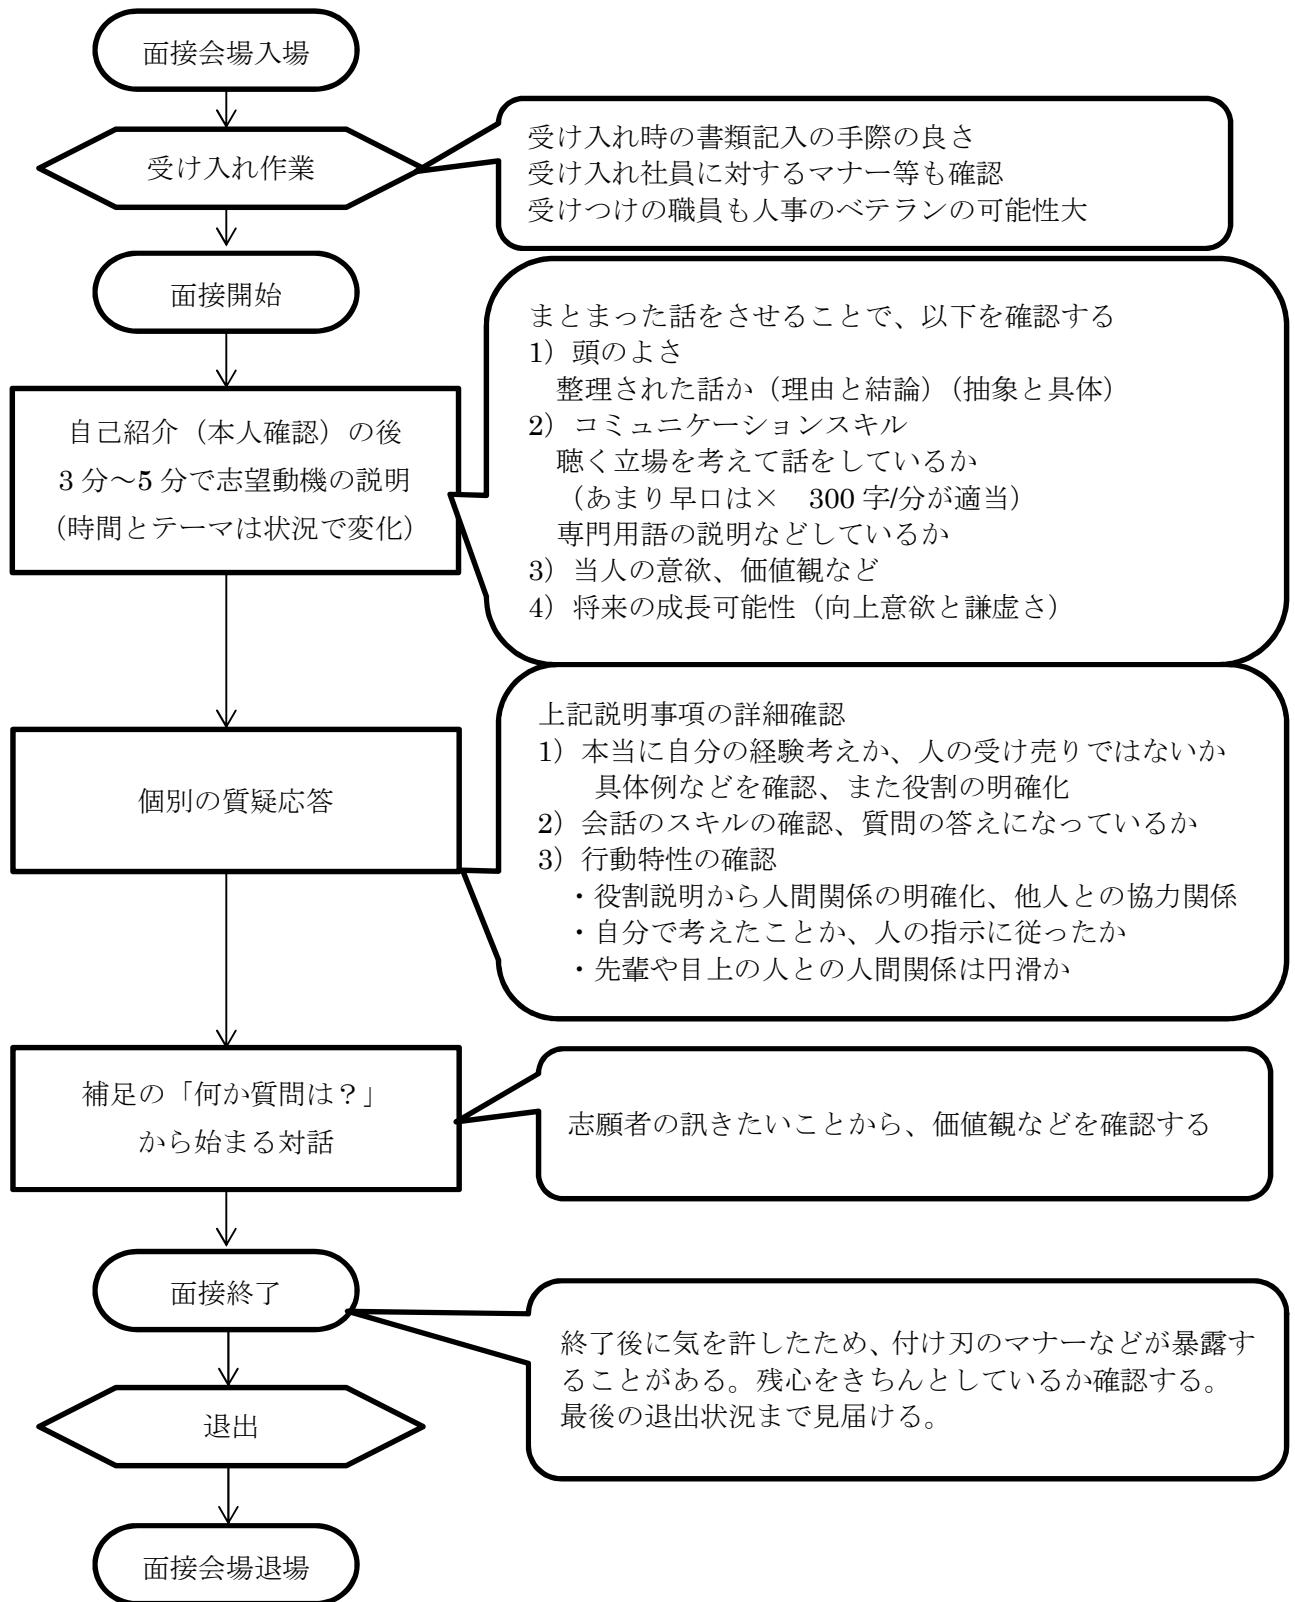 面接会場入場
受け入れ作業
受け入れ時の書類記入の手際の良さ
受け入れ社員に対するマナー等も確認
受けつけの職員も人事のベテランの可能性大
面接開始
自己紹介（本人確認）の後
3 分～5 分で志望動機の説明
（時間とテーマは状況で変化）
まとまった話をさせることで、以下を確認する
1）頭のよさ
整理された話か（理由と結論）（抽象と具体）
2）コミュニケーションスキル
聴く立場を考えて話をしているか
（あまり早口は×　300 字/分が適当）
専門用語の説明などしているか
3）当人の意欲、価値観など
4）将来の成長可能性（向上意欲と謙虚さ）
個別の質疑応答
上記説明事項の詳細確認
1）本当に自分の経験考えか、人の受け売りではないか
具体例などを確認、また役割の明確化
2）会話のスキルの確認、質問の答えになっているか
3）行動特性の確認
・役割説明から人間関係の明確化、他人との協力関係
・自分で考えたことか、人の指示に従ったか
・先輩や目上の人との人間関係は円滑か
補足の「何か質問は？」
から始まる対話
志願者の訊きたいことから、価値観などを確認する
面接終了
終了後に気を許したため、付け刃のマナーなどが暴露す
ることがある。残心をきちんとしているか確認する。
最後の退出状況まで見届ける。
退出
面接会場退場